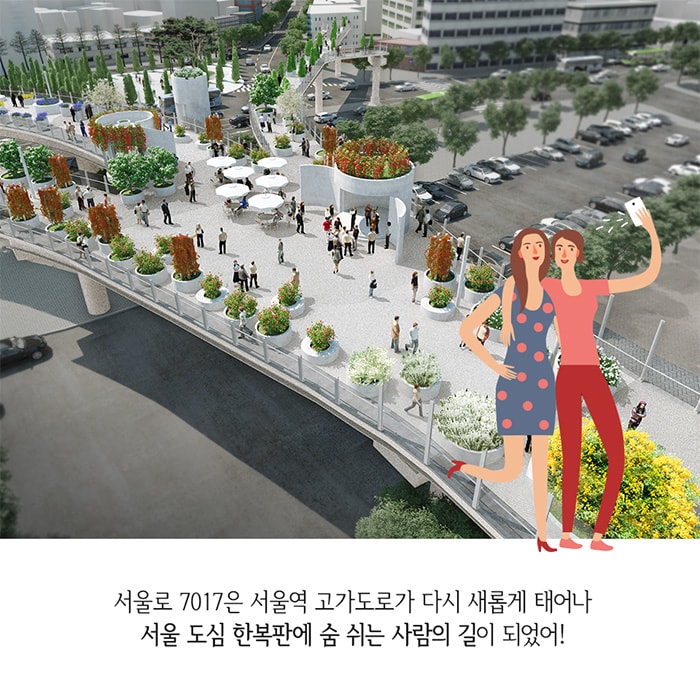 서울로 7017은 서울역 고가도로가 다시 새롭게 태어나
서울 도심 한복판에 숨 쉬는 사람의 길이 되었어!